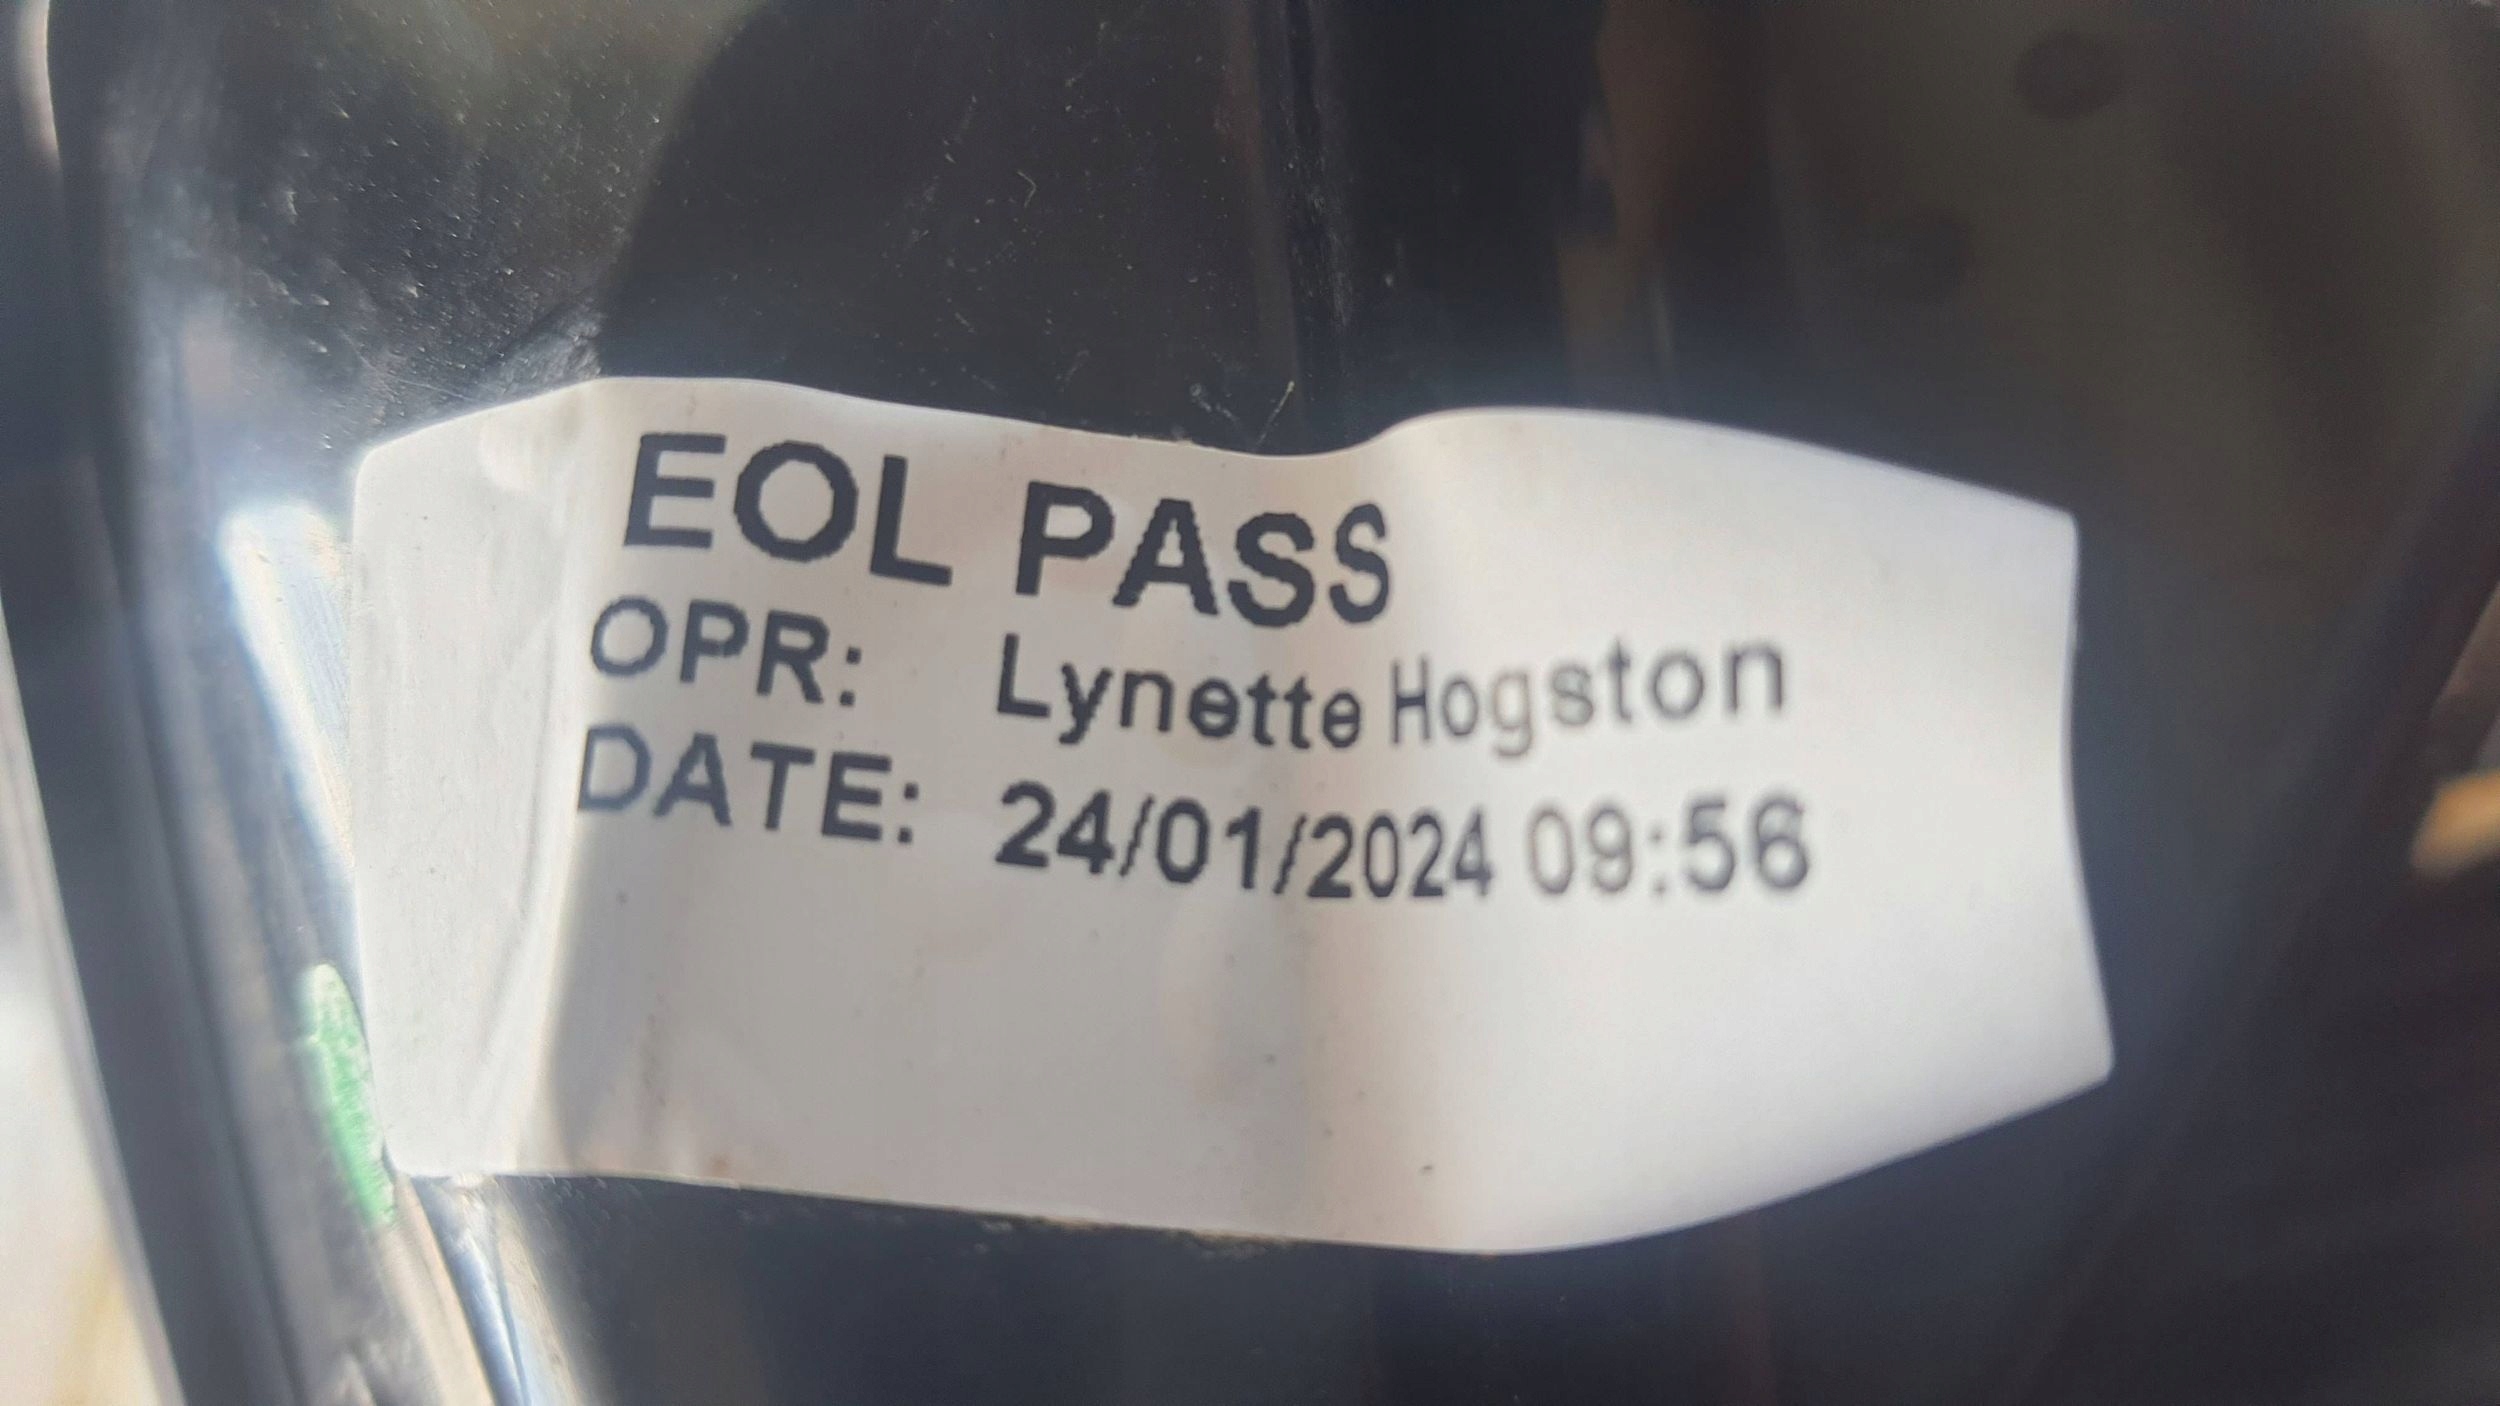 EOL PASS
OPR: Lynette Hogston
DATE: 24/01/2024 09:56